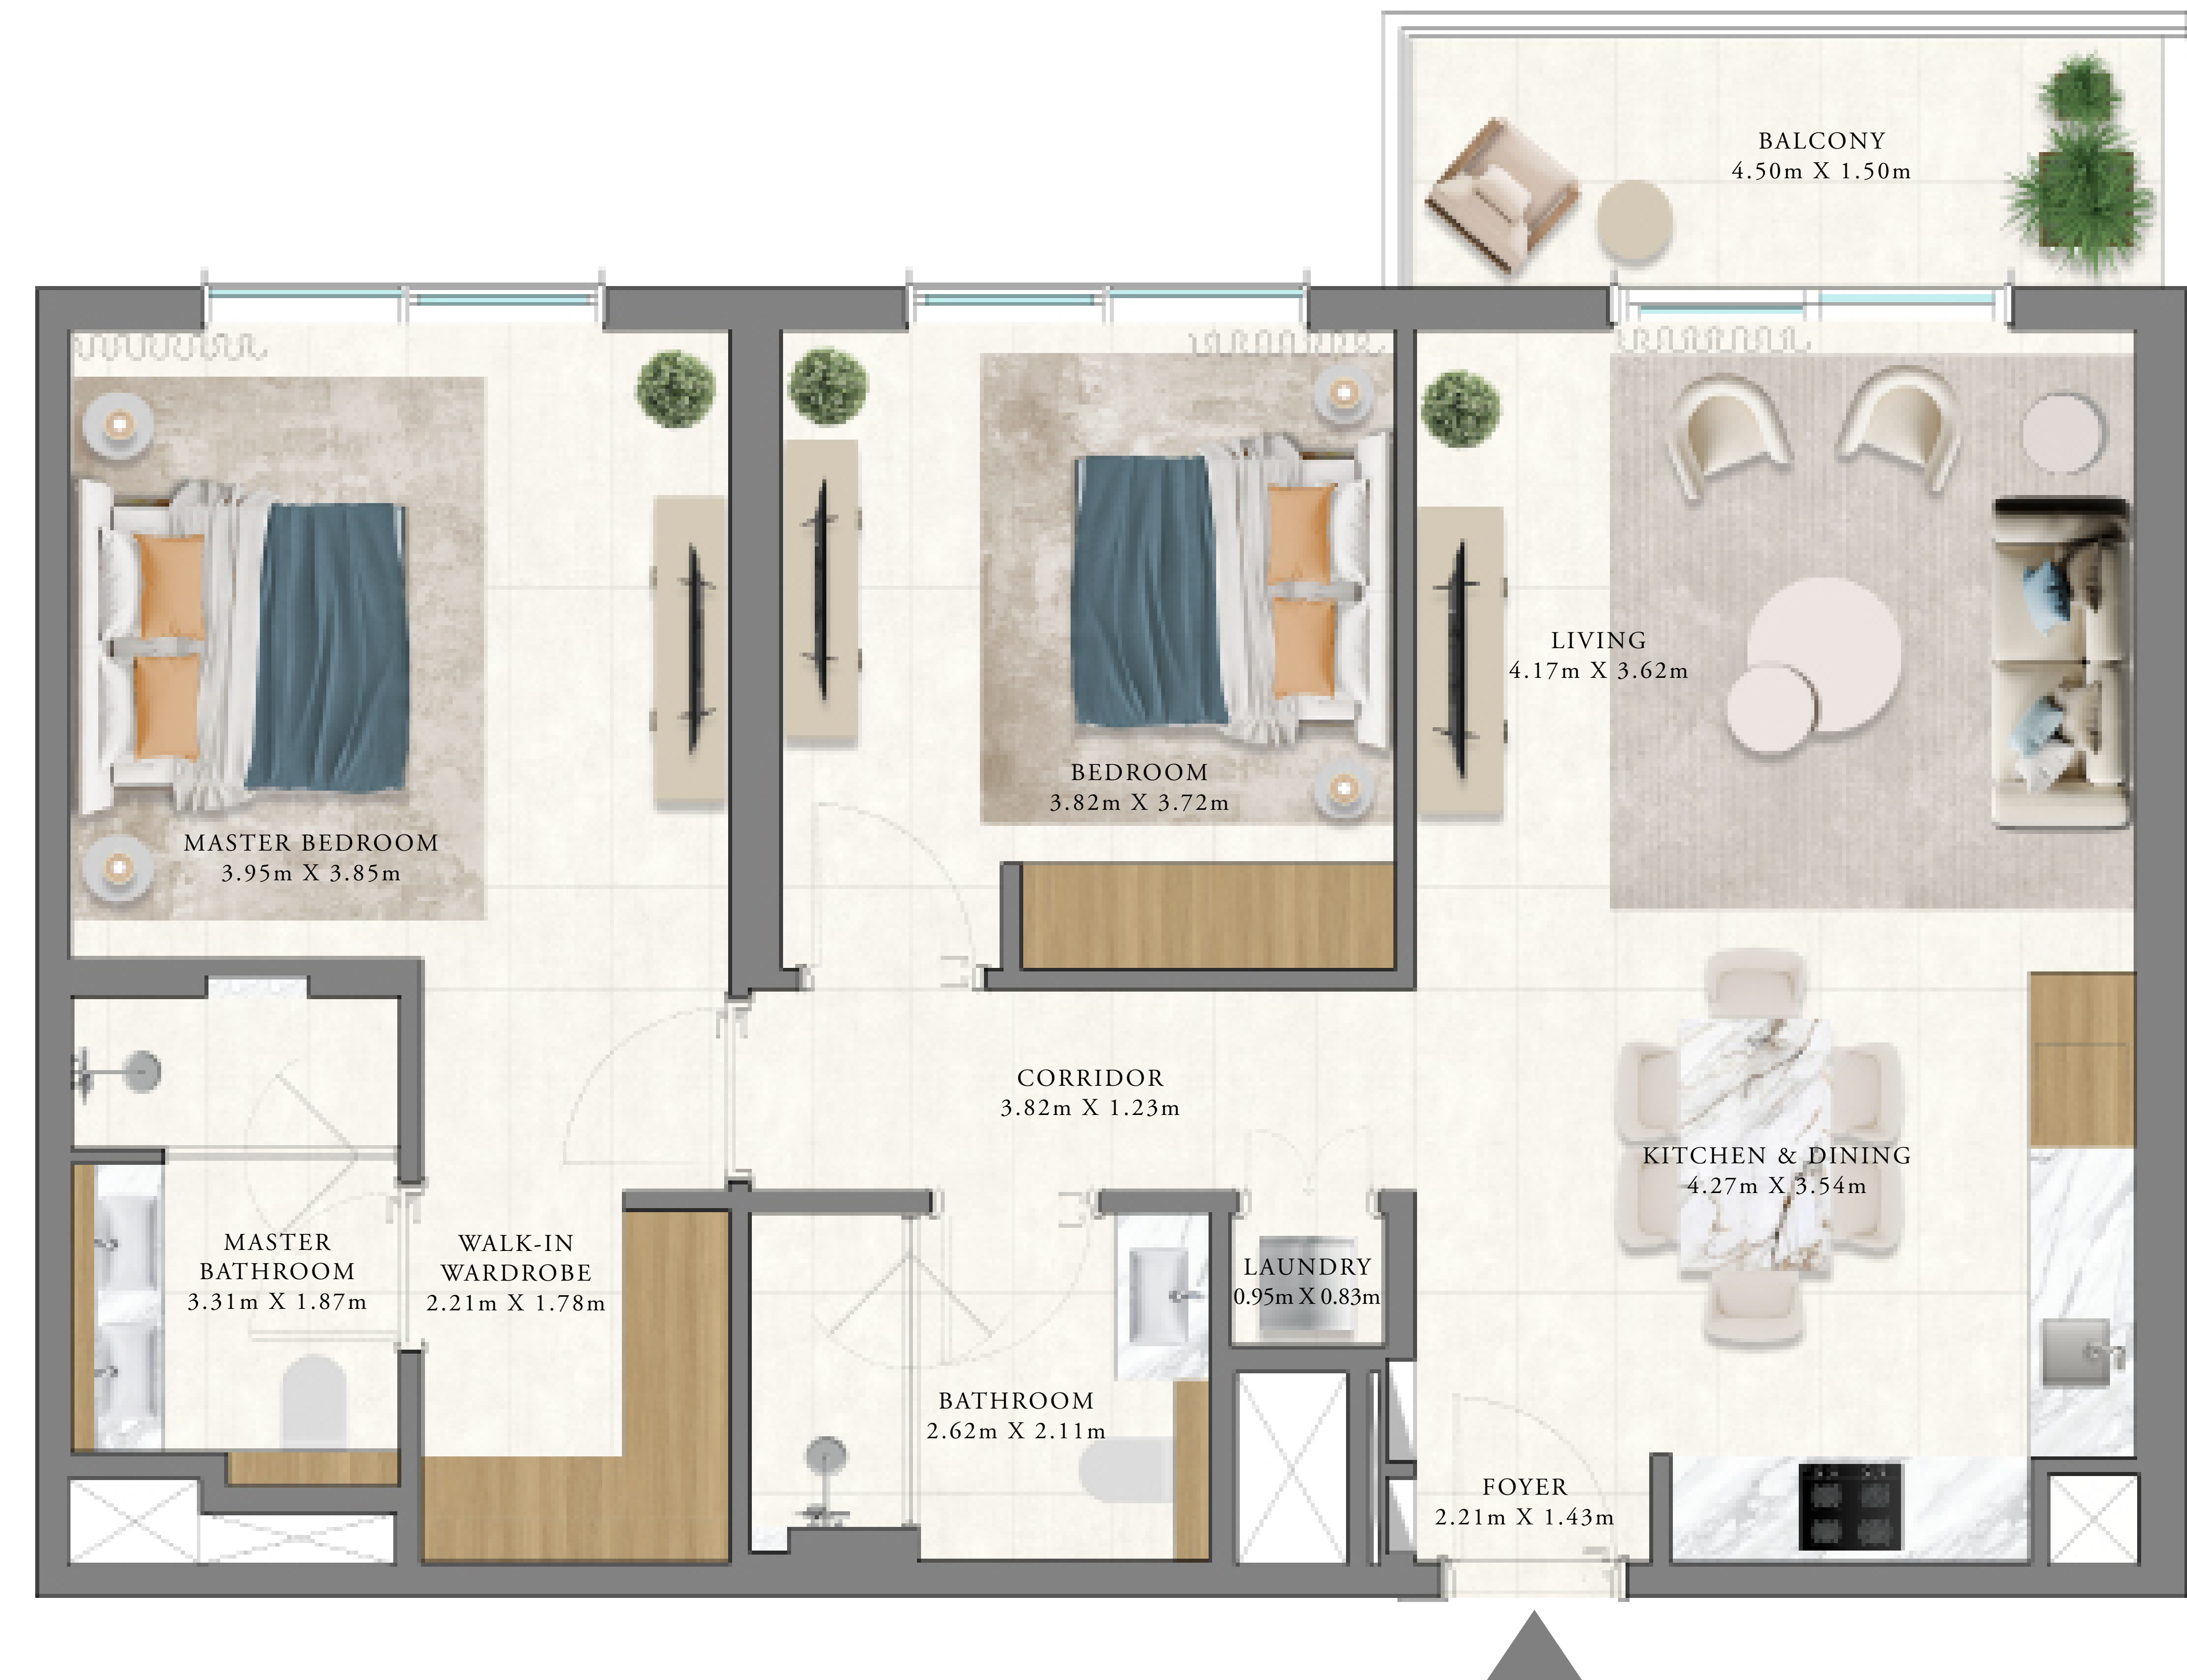 BALCONY
4.50m X 1.50m
LIVING
4.17m X 3.62m
BEDROOM
3.82m X 3.72m
MASTER BEDROOM
3.95m X 3.85m
CORRIDOR
3.82m X 1.23m
KITCHEN & DINING
4.27m X 3.54m
MASTER
BATHROOM
3.31m X 1.87m
WALK-IN
WARDROBE
2.21m X 1.78m
LAUNDRY
0.95m X 0.83m
BATHROOM
2.62m X 2.11m
FOYER
2.21m X 1.43m